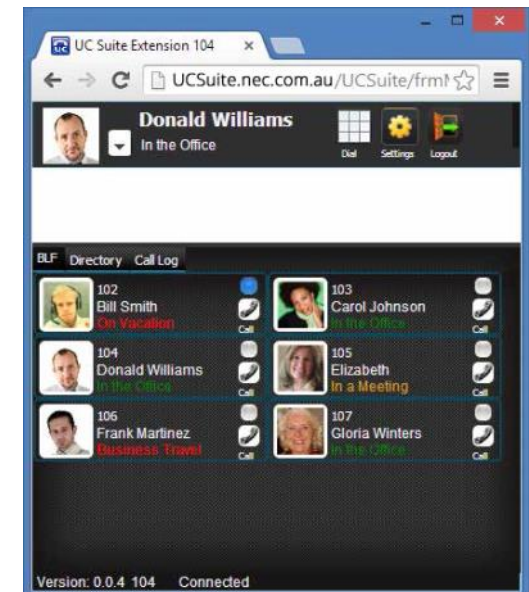 UC Suite Extension 104
UCSuite.nec.com.au/UCSuite/frm
Donald Williams
In the Office
Dial Settings Logout
BLF Directory Call Log
102
Bill Smith
On Vacation
Call
103
Carol Johnson
In the Office
Call
104
Donald Williams
In the Office
Call
105
Elizabeth
In a Meeting
Call
106
Frank Martinez
Business Travel
Call
107
Gloria Winters
In the Office
Call
Version: 0.0.4 104 Connected